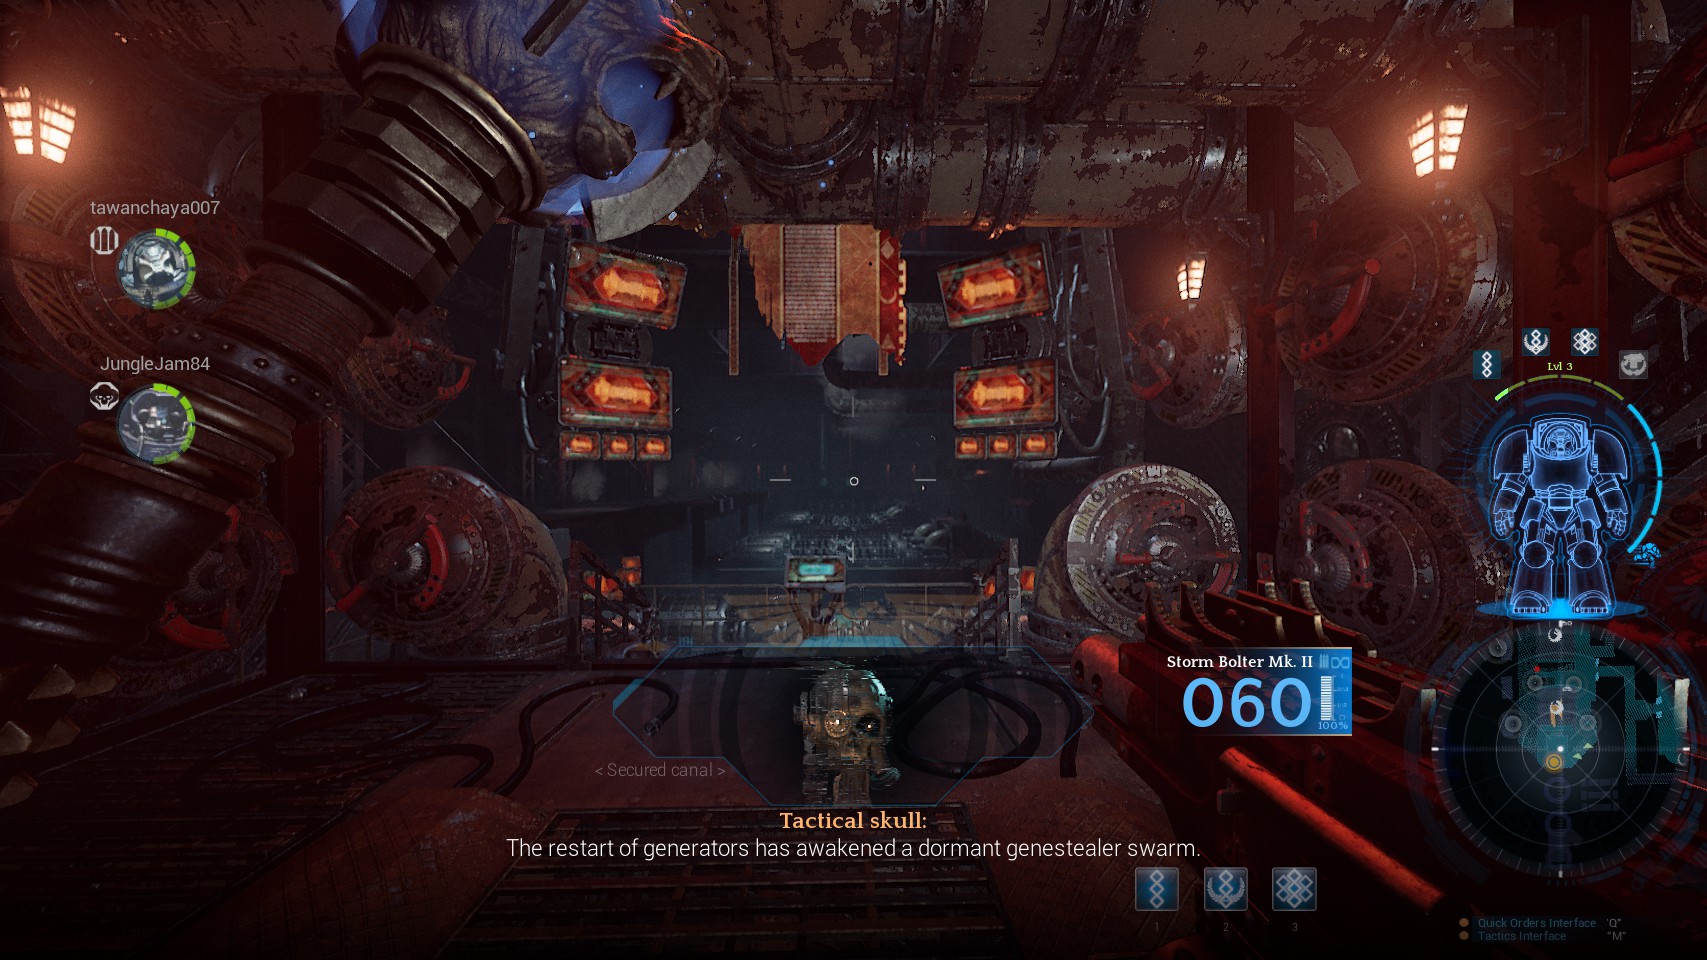 tawanchaya007
JungleJam84
Lvl 3
Storm Bolter Mk. II
060
100%
< Secured canal >
Tactical skull:
The restart of generators has awakened a dormant genestealer swarm.
1 2 3
Quick Orders Interface "Q"
Tactics Interface "M"